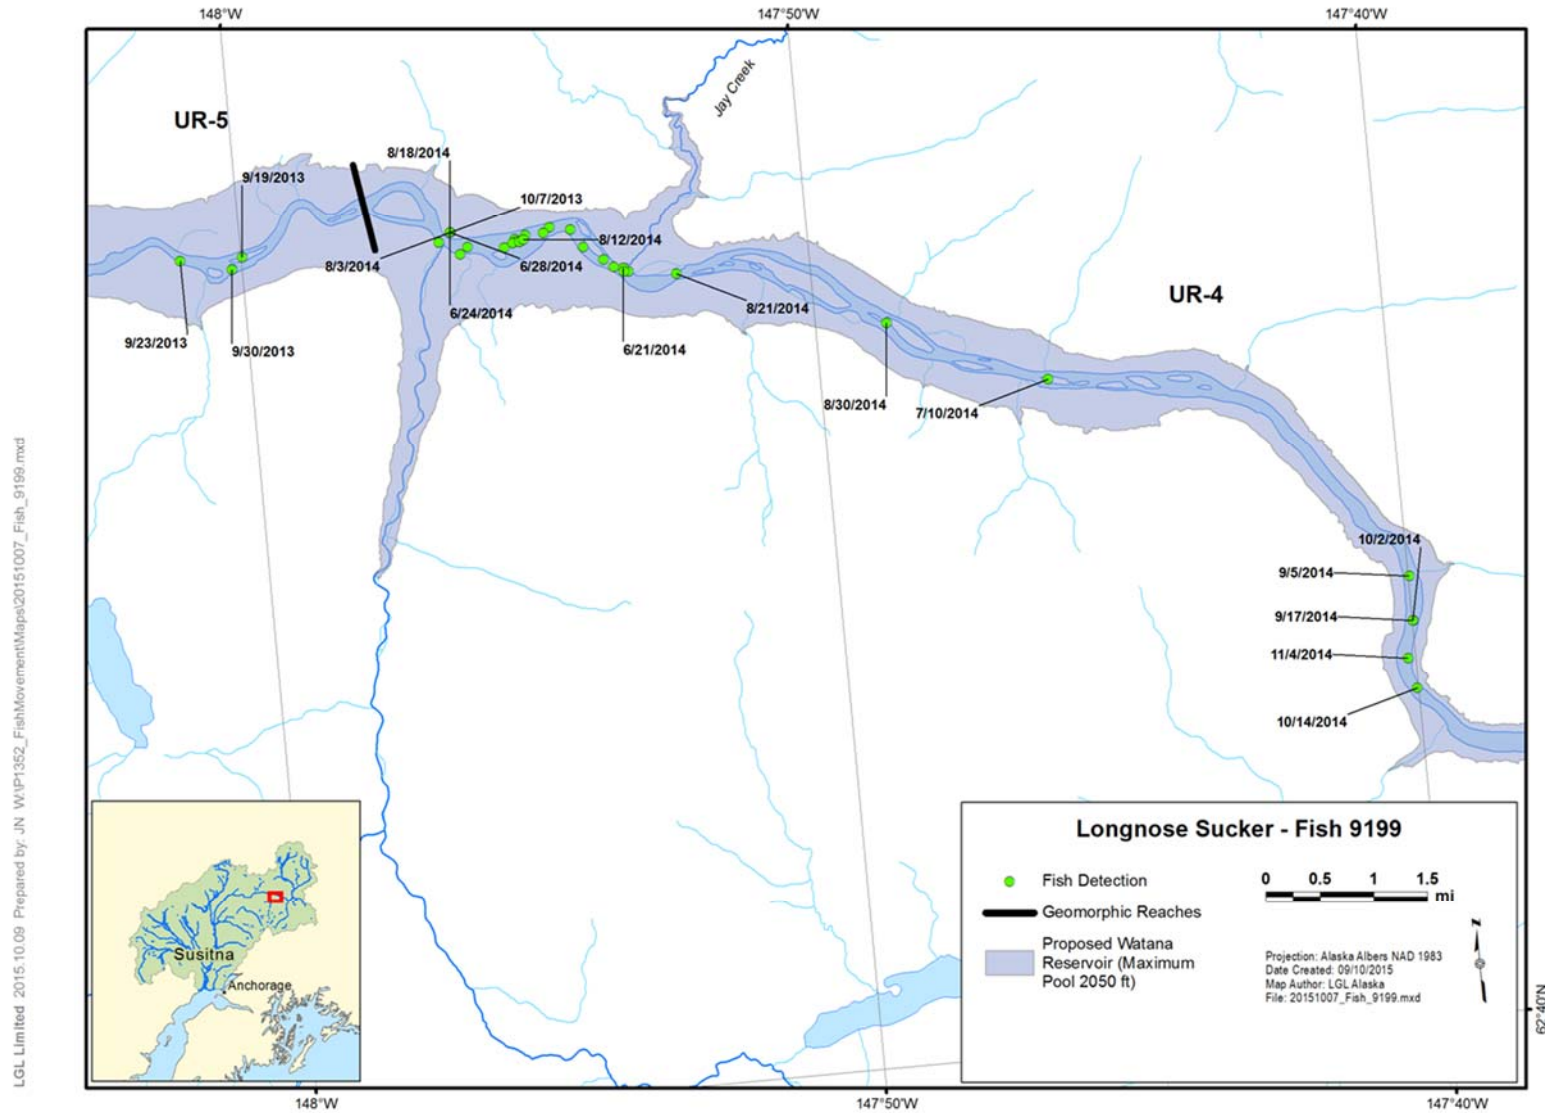 148°W
147°50'W
147°40'W
Jay Creek
UR-5
8/18/2014
9/19/2013
10/7/2013
8/12/2014
8/3/2014
6/28/2014
UR-4
6/24/2014
8/21/2014
9/23/2013
9/30/2013
6/21/2014
8/30/2014
7/10/2014
10/2/2014
9/5/2014
9/17/2014
11/4/2014
10/14/2014
LGL Limited 2015.10.09 Prepared by: JN W:\P1352_FishMovement\Maps\20151007_Fish_9199.mxd
Susitna
Anchorage
Longnose Sucker - Fish 9199
Fish Detection
Geomorphic Reaches
Proposed Watana
Reservoir (Maximum
Pool 2050 ft)
0 0.5 1 1.5
mi
N
Projection: Alaska Albers NAD 1983
Date Created: 09/10/2015
Map Author: LGL Alaska
File: 20151007_Fish_9199.mxd
62°40'N
148°W
147°50'W
147°40'W